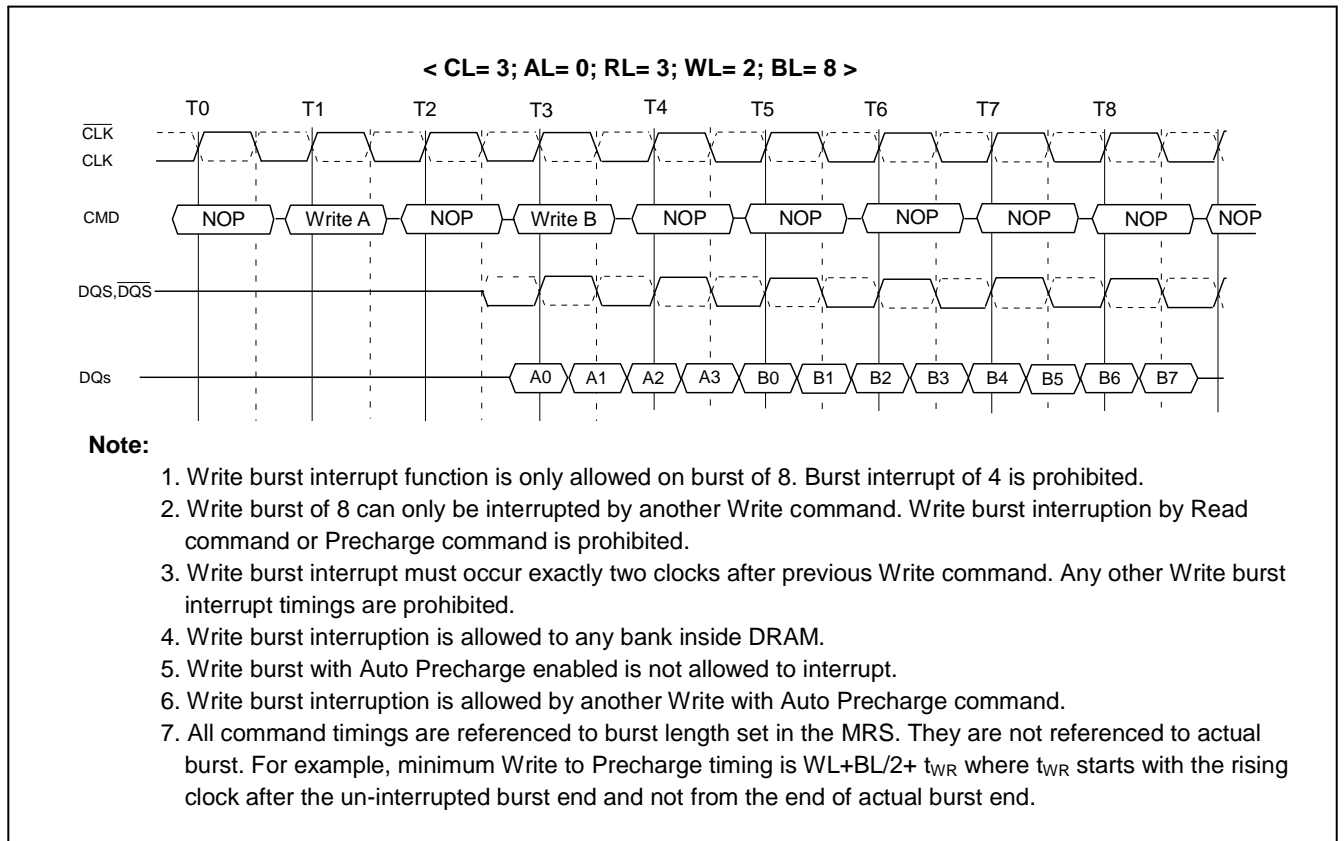 < CL= 3; AL= 0; RL= 3; WL= 2; BL= 8 >
T0 T1 T2 T3 T4 T5 T6 T7 T8
CLK
CLK
CMD NOP Write A NOP Write B NOP NOP NOP NOP NOP NOP
DQS,DQS
DQs A0 A1 A2 A3 B0 B1 B2 B3 B4 B5 B6 B7
Note:
1. Write burst interrupt function is only allowed on burst of 8. Burst interrupt of 4 is prohibited.
2. Write burst of 8 can only be interrupted by another Write command. Write burst interruption by Read
command or Precharge command is prohibited.
3. Write burst interrupt must occur exactly two clocks after previous Write command. Any other Write burst
interrupt timings are prohibited.
4. Write burst interruption is allowed to any bank inside DRAM.
5. Write burst with Auto Precharge enabled is not allowed to interrupt.
6. Write burst interruption is allowed by another Write with Auto Precharge command.
7. All command timings are referenced to burst length set in the MRS. They are not referenced to actual
burst. For example, minimum Write to Precharge timing is WL+BL/2+ tWR where tWR starts with the rising
clock after the un-interrupted burst end and not from the end of actual burst end.